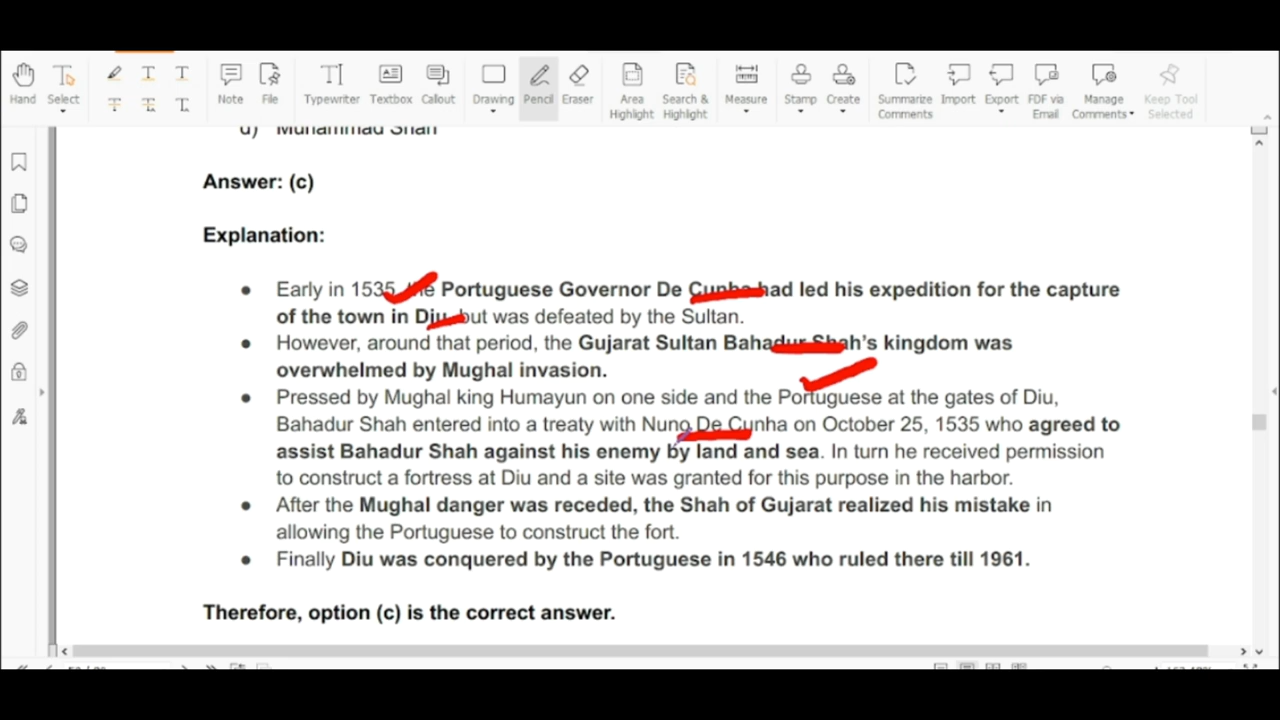 Hand
Select
Note
File
Typewriter
Textbox
Callout
Drawing
Pencil
Eraser
Area Highlight
Search & Highlight
Measure
Stamp
Create
Summarize Comments
Import
Export
FDF via Email
Manage Comments
Keep Tool Selected
d) Muhammad Shah
Answer: (c)
Explanation:
● Early in 1535, the Portuguese Governor De Cunha had led his expedition for the capture
of the town in Diu, but was defeated by the Sultan.
● However, around that period, the Gujarat Sultan Bahadur Shah’s kingdom was
overwhelmed by Mughal invasion.
● Pressed by Mughal king Humayun on one side and the Portuguese at the gates of Diu,
Bahadur Shah entered into a treaty with Nuno De Cunha on October 25, 1535 who agreed to
assist Bahadur Shah against his enemy by land and sea. In turn he received permission
to construct a fortress at Diu and a site was granted for this purpose in the harbor.
● After the Mughal danger was receded, the Shah of Gujarat realized his mistake in
allowing the Portuguese to construct the fort.
● Finally Diu was conquered by the Portuguese in 1546 who ruled there till 1961.
Therefore, option (c) is the correct answer.